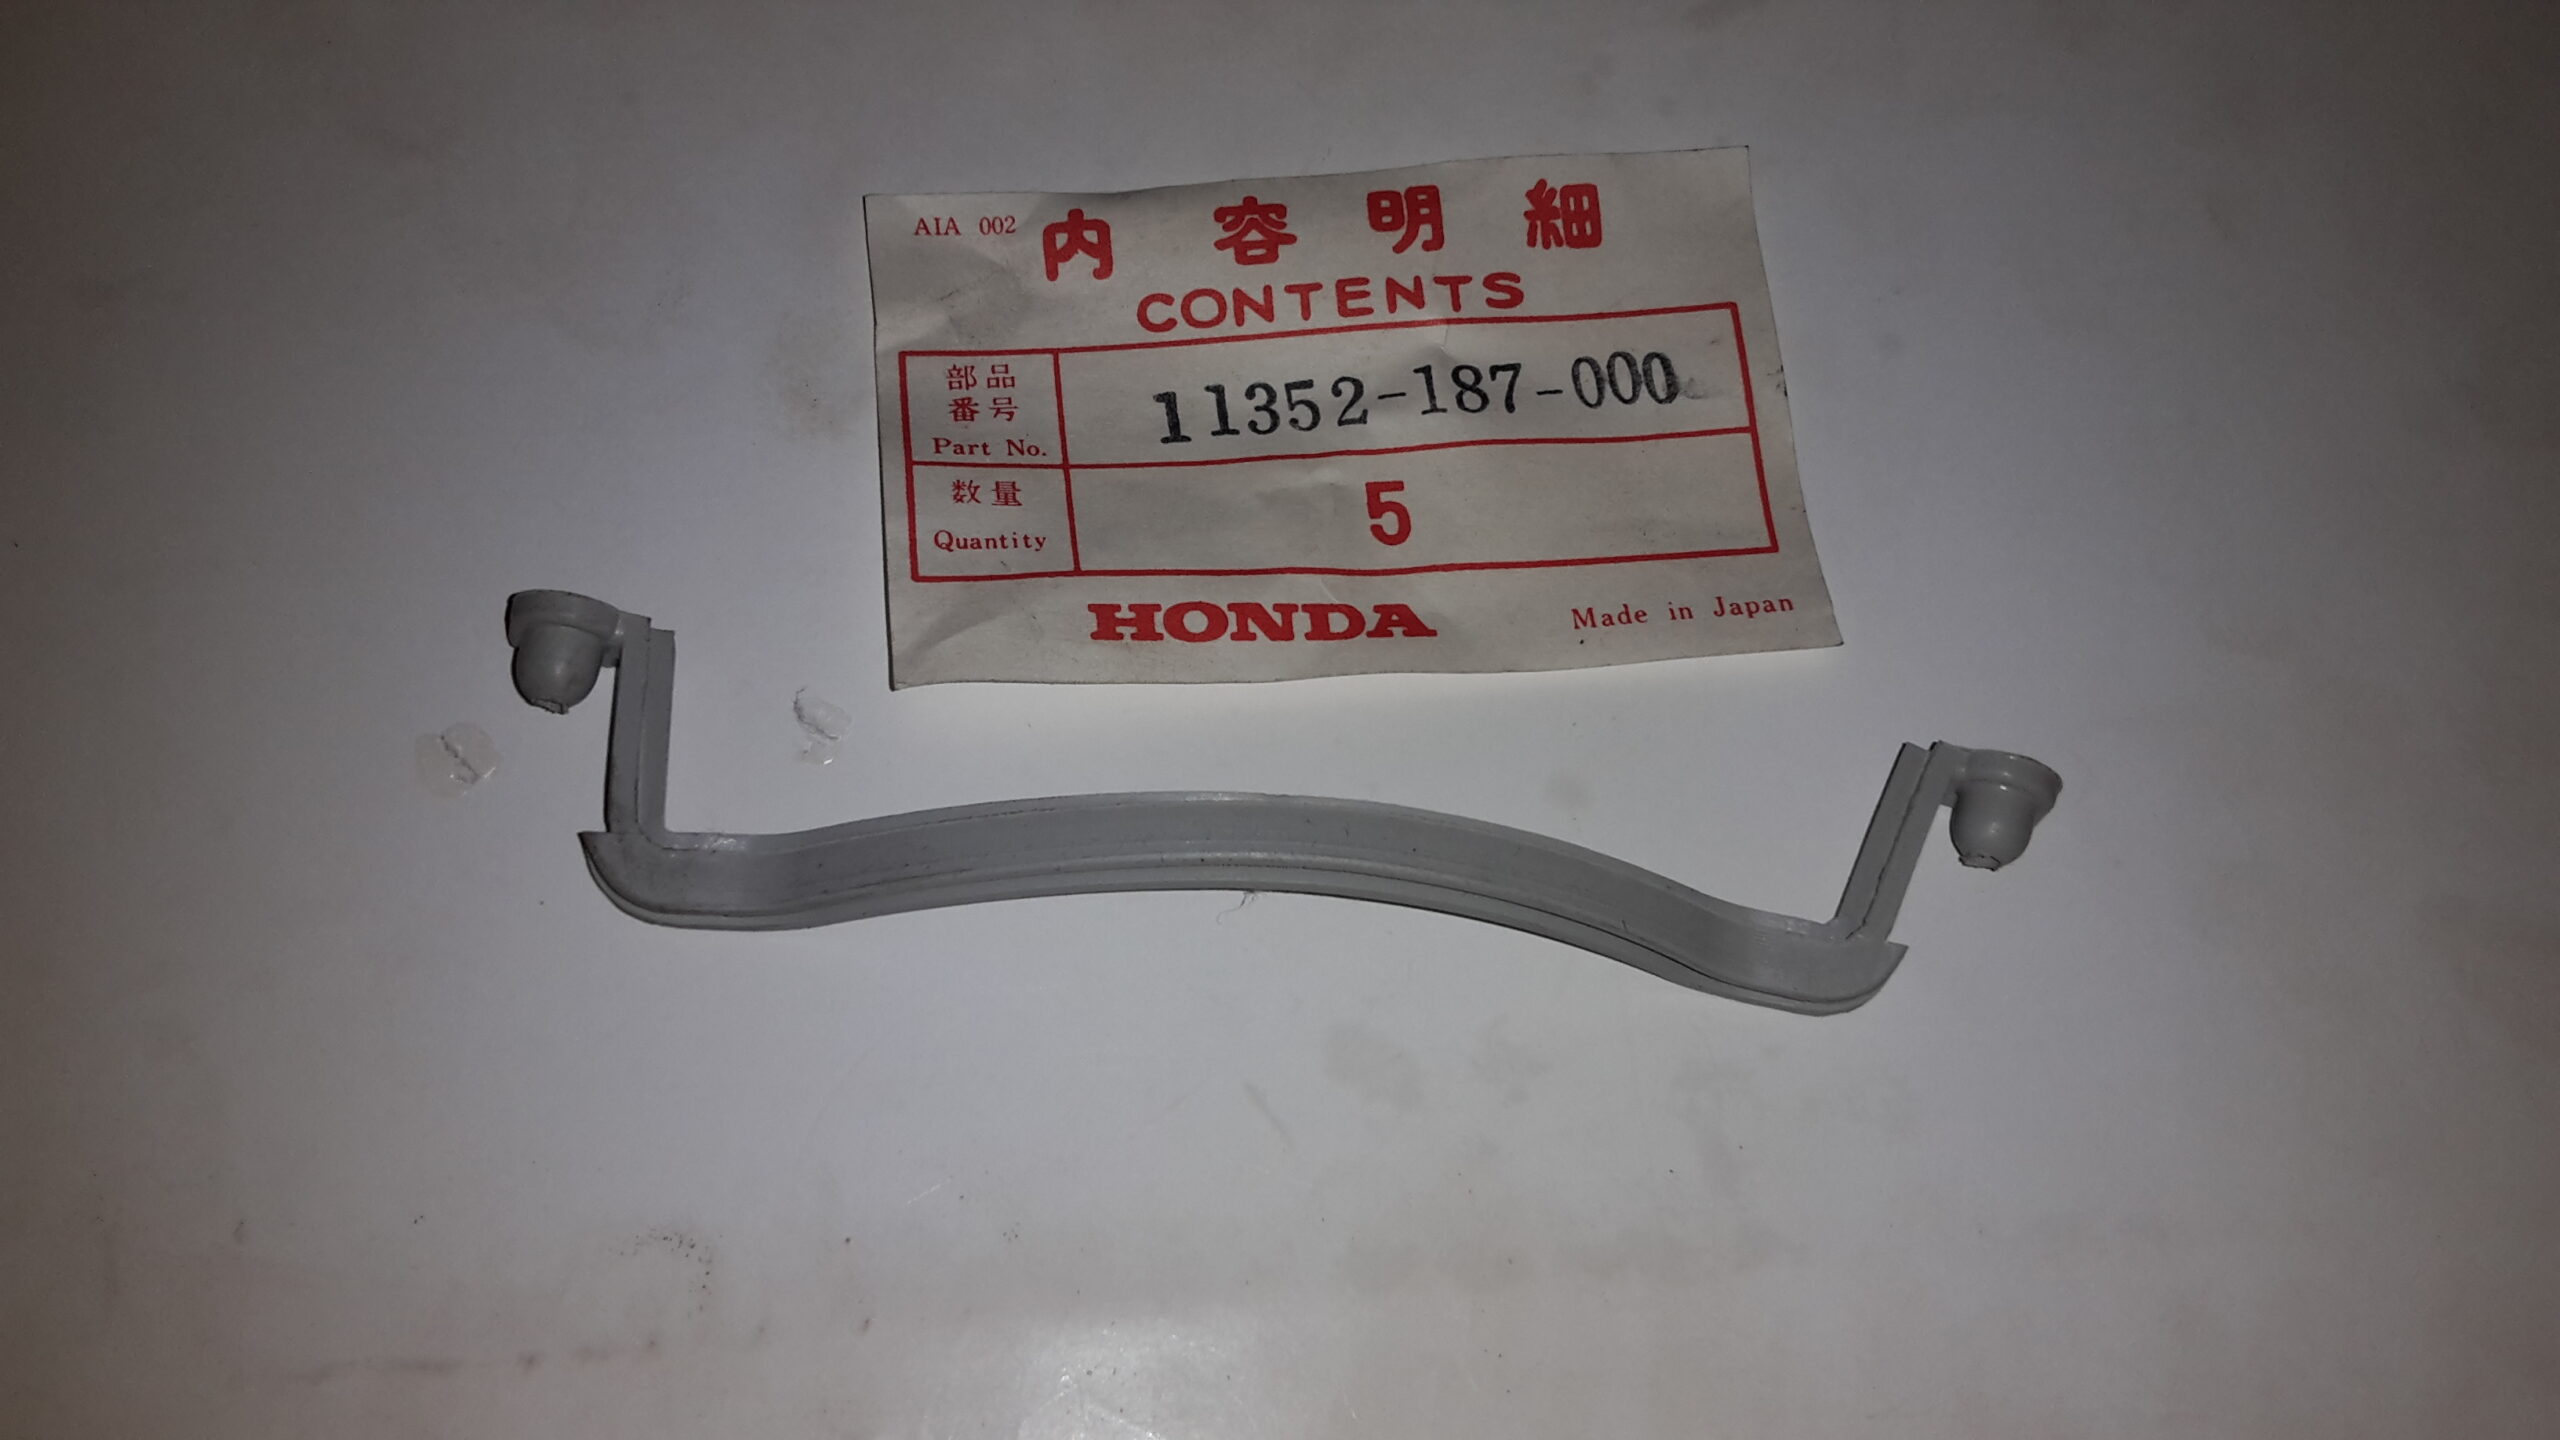 AIA 002
内容明細
CONTENTS
部品
番号
Part No.
11352-187-000
数量
Quantity
5
HONDA
Made in Japan